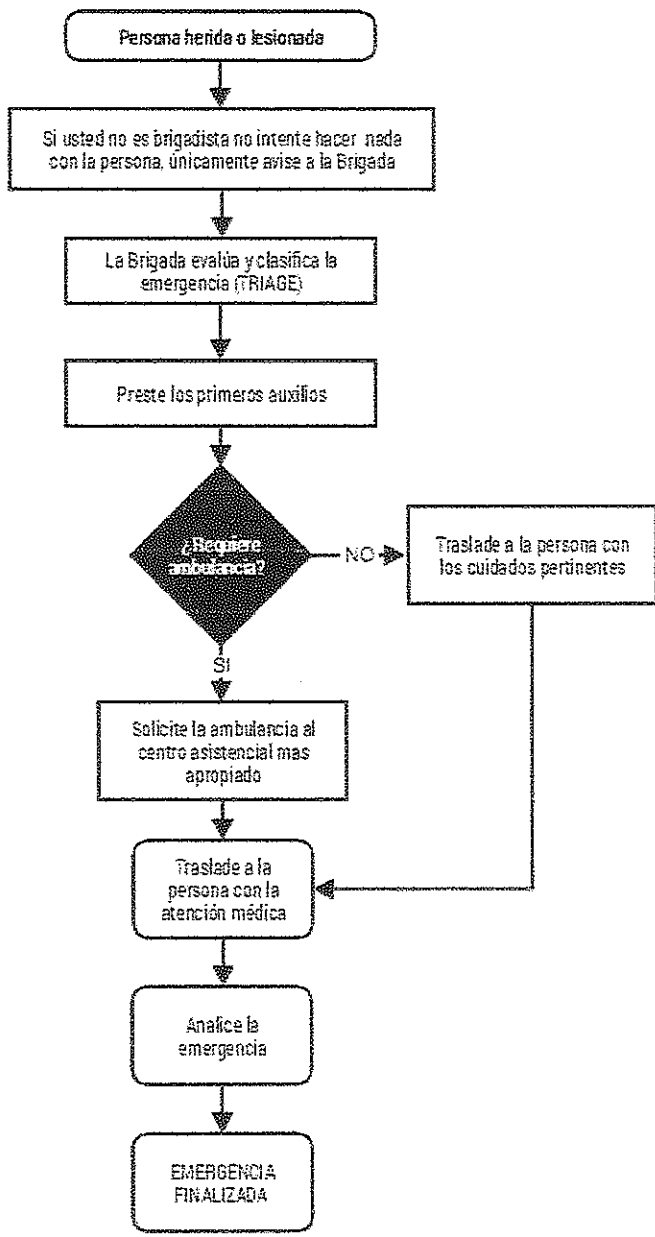 Persona herida o lesionada
Si usted no es brigadista no intente hacer nada
con la persona, únicamente avise a la Brigada
La Brigada evalúa y clasifica la
emergencia (TRIAGE)
Preste los primeros auxilios
¿Requiere
ambulancia?
NO
Traslade a la persona con
los cuidados pertinentes
SI
Solicite la ambulancia al
centro asistencial mas
apropiado
Traslade a la
persona con la
atención médica
Analice la
emergencia
EMERGENCIA
FINALIZADA